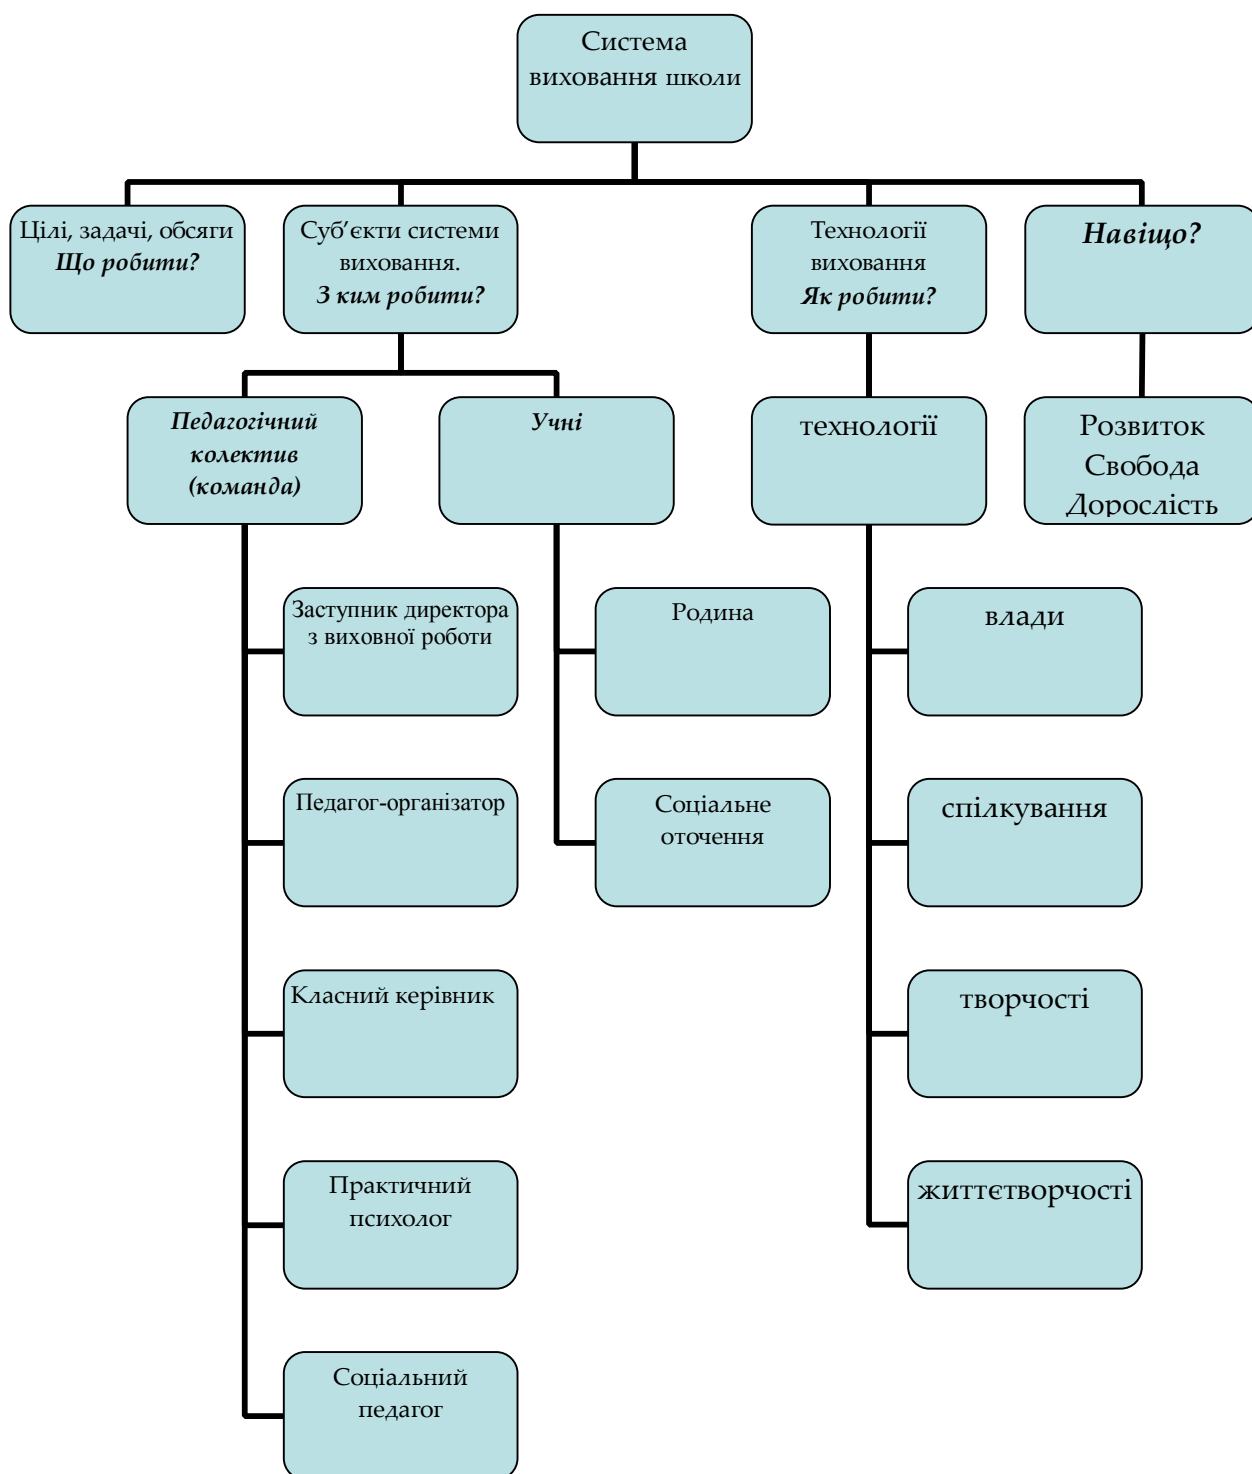 Система
виховання школи
Цілі, задачі, обсяги
Що робити?
Суб’єкти системи
виховання.
З ким робити?
Технології
виховання
Як робити?
Навіщо?
Педагогічний
колектив
(команда)
Учні
технології
Розвиток
Свобода
Дорослість
Заступник директора
з виховної роботи
Родина
влади
Педагог-організатор
Соціальне
оточення
спілкування
Класний керівник
творчості
Практичний
психолог
життєтворчості
Соціальний
педагог